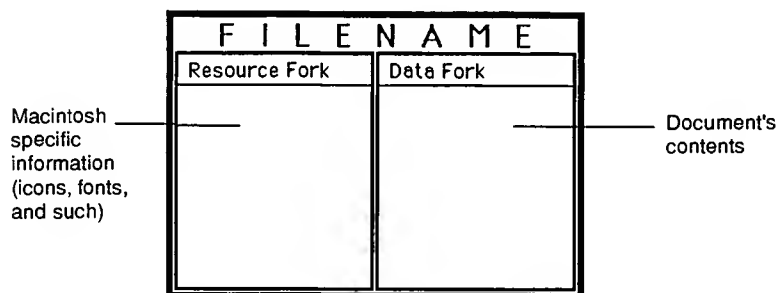 FILENAME
Resource Fork
Data Fork
Macintosh
specific
information
(icons, fonts,
and such)
Document's
contents